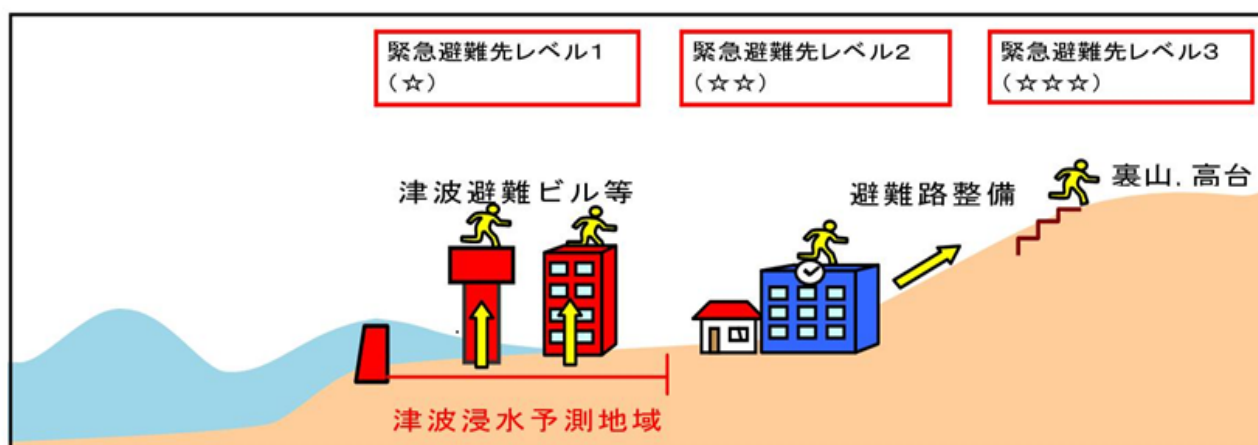 緊急避難先レベル1
(☆)
緊急避難先レベル2
(☆☆)
緊急避難先レベル3
(☆☆☆)
津波避難ビル等
避難路整備
裏山.高台
津波浸水予測地域